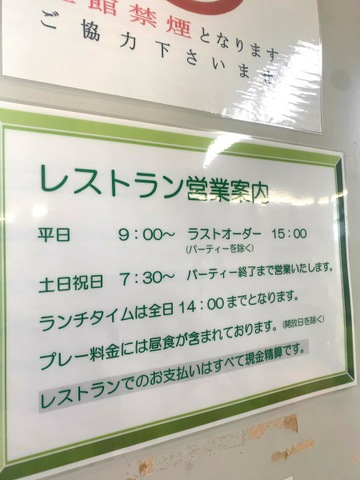 館禁煙となります。
ご協力下さいませ
レストラン営業案内
平日 9:00～ ラストオーダー 15:00
(パーティーを除く)
土日祝日 7:30～ パーティー終了まで営業いたします。
ランチタイムは全日14:00までとなります。
プレー料金には昼食が含まれております。(開放日を除く)
レストランでのお支払いはすべて現金精算です。